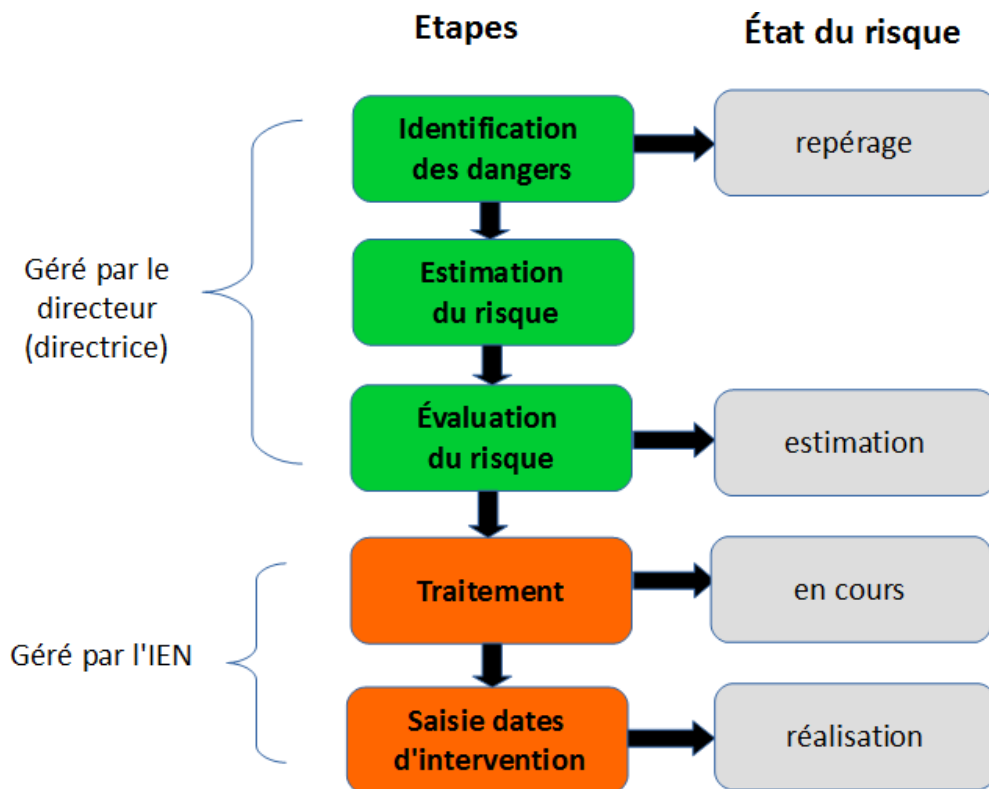 Etapes
État du risque
Identification
des dangers
repérage
Géré par le
directeur
(directrice)
Estimation
du risque
Évaluation
du risque
estimation
Traitement
en cours
Géré par l'IEN
Saisie dates
d'intervention
réalisation